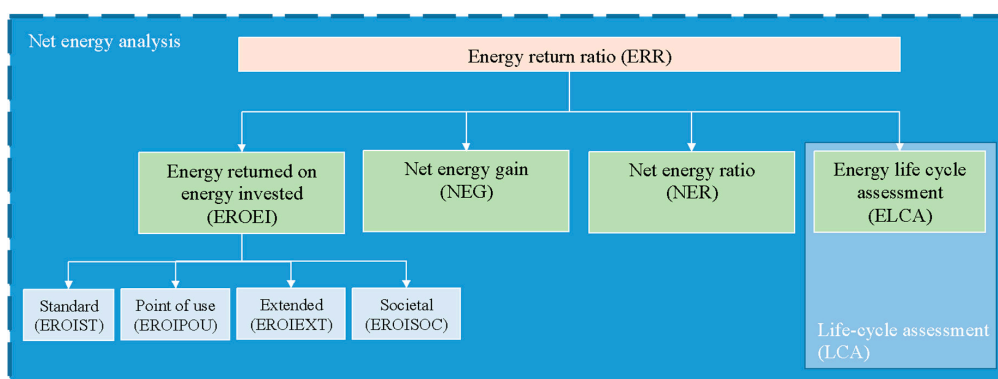 Net energy analysis
Energy return ratio (ERR)
Energy returned on
energy invested
(EROEI)
Net energy gain
(NEG)
Net energy ratio
(NER)
Energy life cycle
assessment
(ELCA)
Standard
(EROIST)
Point of use
(EROIPOU)
Extended
(EROIEXT)
Societal
(EROISOC)
Life-cycle assessment
(LCA)